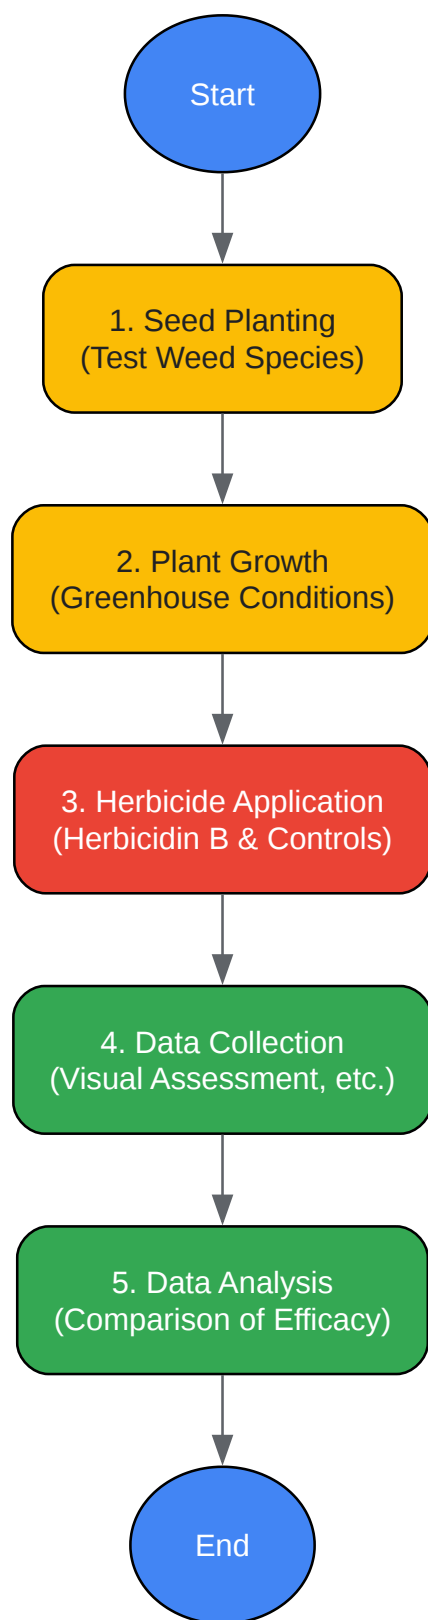 Start
1. Seed Planting
(Test Weed Species)
2. Plant Growth
(Greenhouse Conditions)
3. Herbicide Application
(Herbicidin B & Controls)
4. Data Collection
(Visual Assessment, etc.)
5. Data Analysis
(Comparison of Efficacy)
End